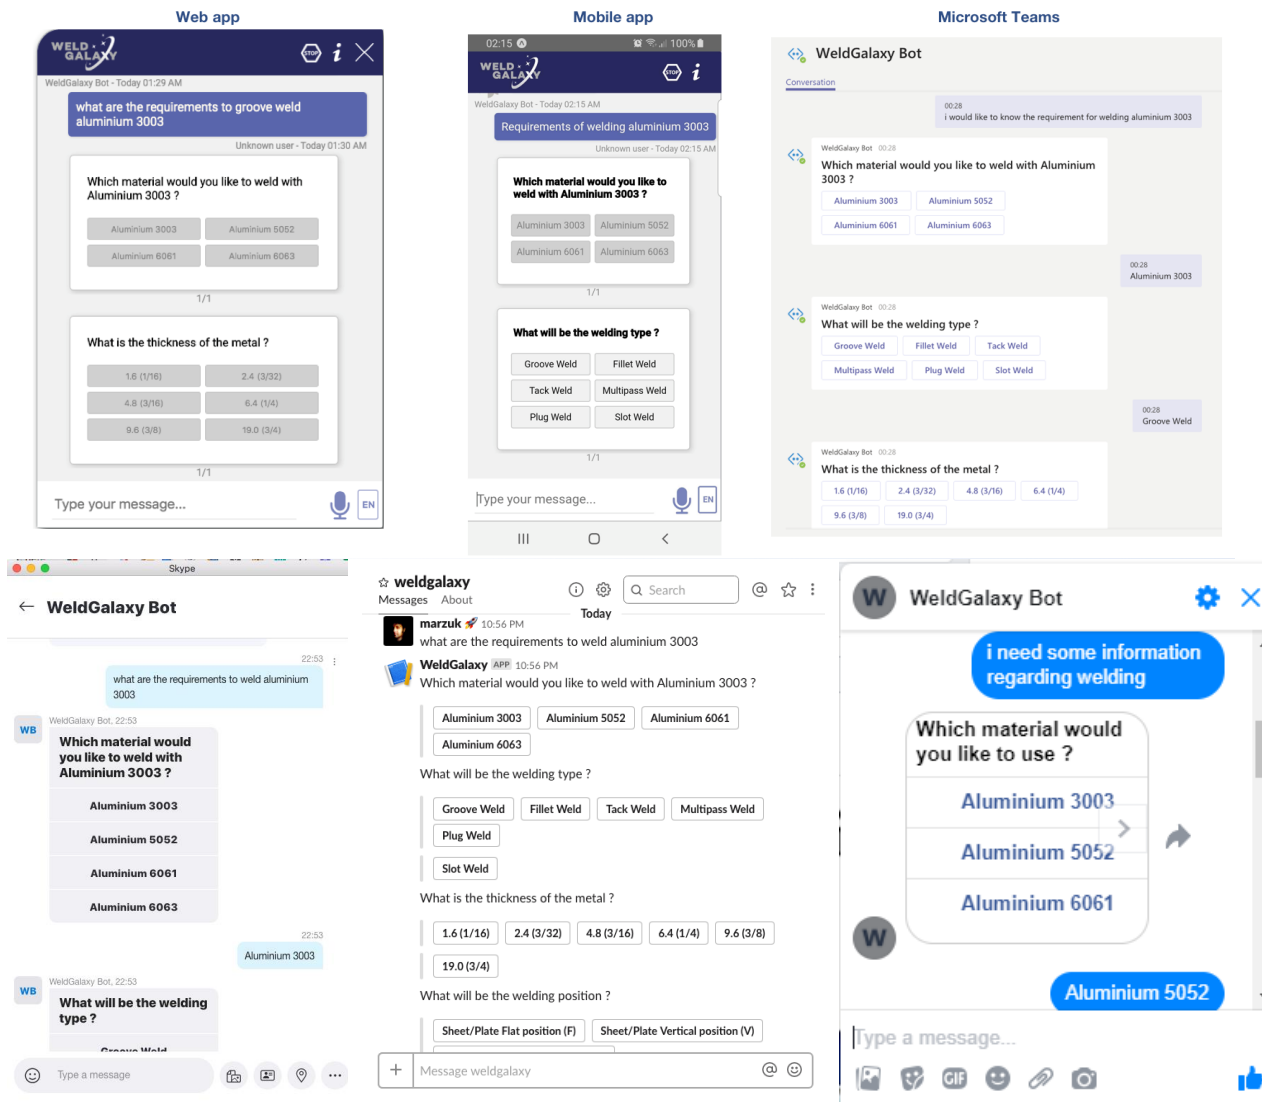 Web app
WELD
GALAXY
STOP
i
WeldGalaxy Bot - Today 01:29 AM
what are the requirements to groove weld
aluminium 3003
Unknown user - Today 01:30 AM
Which material would you like to weld with
Aluminium 3003 ?
Aluminium 3003 Aluminium 5052
Aluminium 6061 Aluminium 6063
1/1
What is the thickness of the metal ?
1.6 (1/16) 2.4 (3/32)
4.8 (3/16) 6.4 (1/4)
9.6 (3/8) 19.0 (3/4)
1/1
Type your message...
EN
Mobile app
02:15 100%
WELD
GALAXY
STOP
i
WeldGalaxy Bot - Today 02:15 AM
Requirements of welding aluminium 3003
Unknown user - Today 02:15 AM
Which material would you like to
weld with Aluminium 3003 ?
Aluminium 3003 Aluminium 5052
Aluminium 6061 Aluminium 6063
1/1
What will be the welding type ?
Groove Weld Fillet Weld
Tack Weld Multipass Weld
Plug Weld Slot Weld
1/1
Type your message...
EN
Microsoft Teams
WeldGalaxy Bot
Conversation
00:28
i would like to know the requirement for welding aluminium 3003
WeldGalaxy Bot 00:28
Which material would you like to weld with Aluminium
3003 ?
Aluminium 3003 Aluminium 5052
Aluminium 6061 Aluminium 6063
00:28
Aluminium 3003
WeldGalaxy Bot 00:28
What will be the welding type ?
Groove Weld Fillet Weld Tack Weld
Multipass Weld Plug Weld Slot Weld
00:28
Groove Weld
WeldGalaxy Bot 00:28
What is the thickness of the metal ?
1.6 (1/16) 2.4 (3/32) 4.8 (3/16) 6.4 (1/4)
9.6 (3/8) 19.0 (3/4)
Skype
WeldGalaxy Bot
22:53
what are the requirements to weld aluminium
3003
WeldGalaxy Bot, 22:53
WB
Which material would
you like to weld with
Aluminium 3003 ?
Aluminium 3003
Aluminium 5052
Aluminium 6061
Aluminium 6063
22:53
Aluminium 3003
WeldGalaxy Bot, 22:53
WB
What will be the welding
type ?
Groove Weld
Type a message
weldgalaxy
Messages About
Search
Today
marzuk 10:56 PM
what are the requirements to weld aluminium 3003
WeldGalaxy APP 10:56 PM
Which material would you like to weld with Aluminium 3003 ?
Aluminium 3003 Aluminium 5052 Aluminium 6061
Aluminium 6063
What will be the welding type ?
Groove Weld Fillet Weld Tack Weld Multipass Weld
Plug Weld
Slot Weld
What is the thickness of the metal ?
1.6 (1/16) 2.4 (3/32) 4.8 (3/16) 6.4 (1/4) 9.6 (3/8)
19.0 (3/4)
What will be the welding position ?
Sheet/Plate Flat position (F) Sheet/Plate Vertical position (V)
Message weldgalaxy
W WeldGalaxy Bot
i need some information
regarding welding
Which material would
you like to use ?
Aluminium 3003
Aluminium 5052
Aluminium 6061
W
Aluminium 5052
Type a message...
GIF